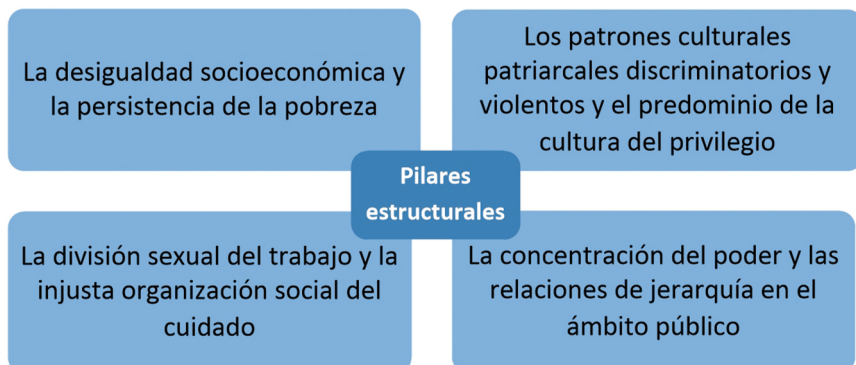 La desigualdad socioeconómica y
la persistencia de la pobreza
Los patrones culturales
patriarcales discriminatorios y
violentos y el predominio de la
cultura del privilegio
Pilares
estructurales
La división sexual del trabajo y la
injusta organización social del
cuidado
La concentración del poder y las
relaciones de jerarquía en el
ámbito público